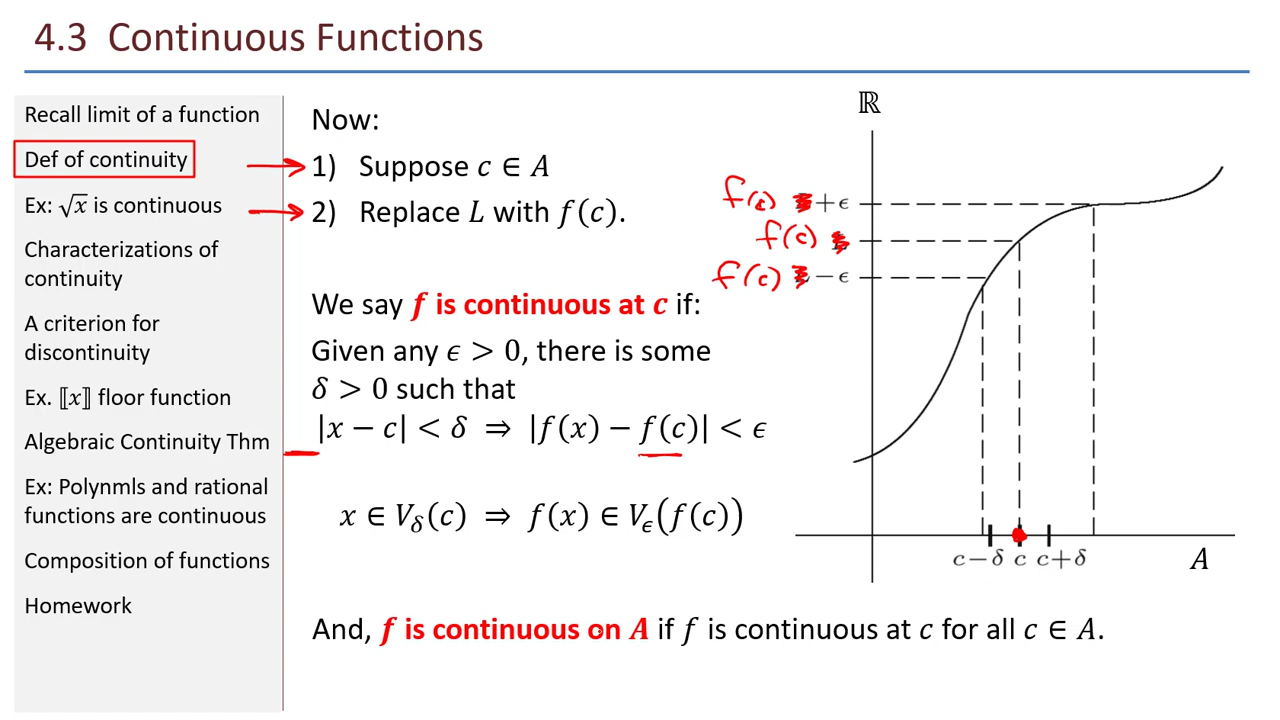 4.3 Continuous Functions
Recall limit of a function
Def of continuity
Ex: √x is continuous
Characterizations of
continuity
A criterion for
discontinuity
Ex. ⟦x⟧ floor function
Algebraic Continuity Thm
Ex: Polynmls and rational
functions are continuous
Composition of functions
Homework
Now:
1) Suppose c ∈ A
2) Replace L with f(c).
We say f is continuous at c if:
Given any ϵ > 0, there is some
δ > 0 such that
|x − c| < δ ⇒ |f(x) − f(c)| < ϵ
x ∈ V_δ(c) ⇒ f(x) ∈ V_ϵ(f(c))
And, f is continuous on A if f is continuous at c for all c ∈ A.
ℝ
f(c) +ϵ
f(c)
f(c) −ϵ
c−δ c c+δ
A